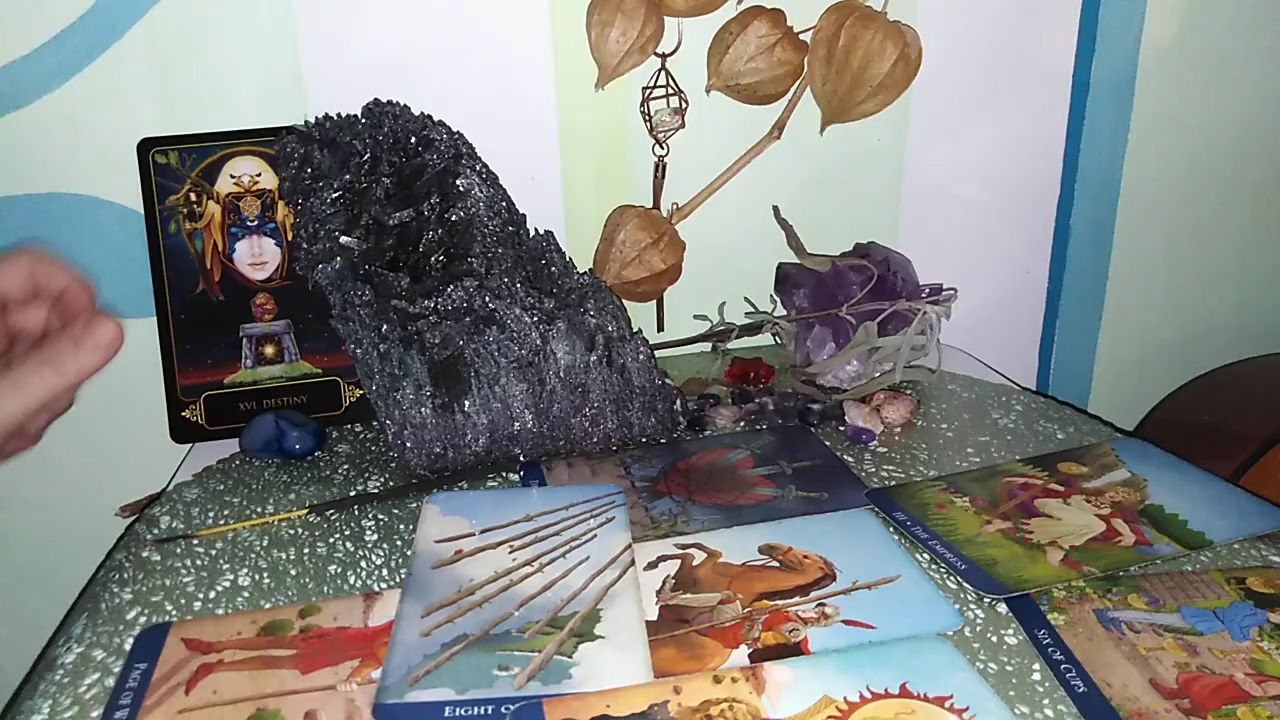 XVI DESTINY
III • THE EMPRESS
SIX OF CUPS
PAGE OF
EIGHT